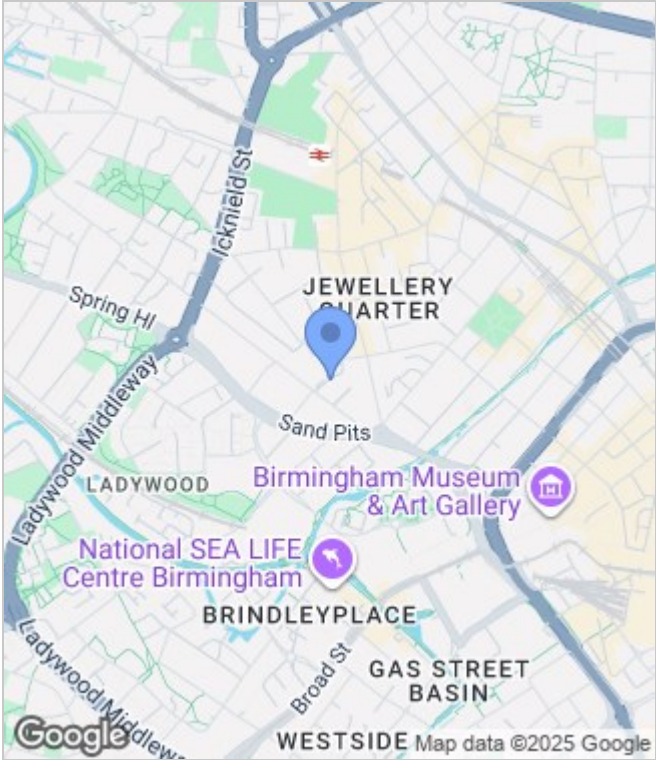 Icknield St
JEWELLERY
QUARTER
Spring Hl
Ladywood Middleway
Sand Pits
LADYWOOD
Birmingham Museum
& Art Gallery
National SEA LIFE
Centre Birmingham
BRINDLEYPLACE
Broad St
Ladywood Middleway
GAS STREET
BASIN
WESTSIDE
Google
Map data ©2025 Google